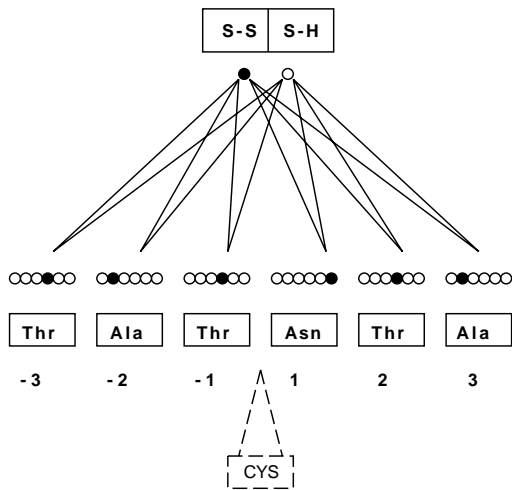 S-S S-H
Thr Ala Thr Asn Thr Ala
-3 -2 -1 1 2 3
CYS